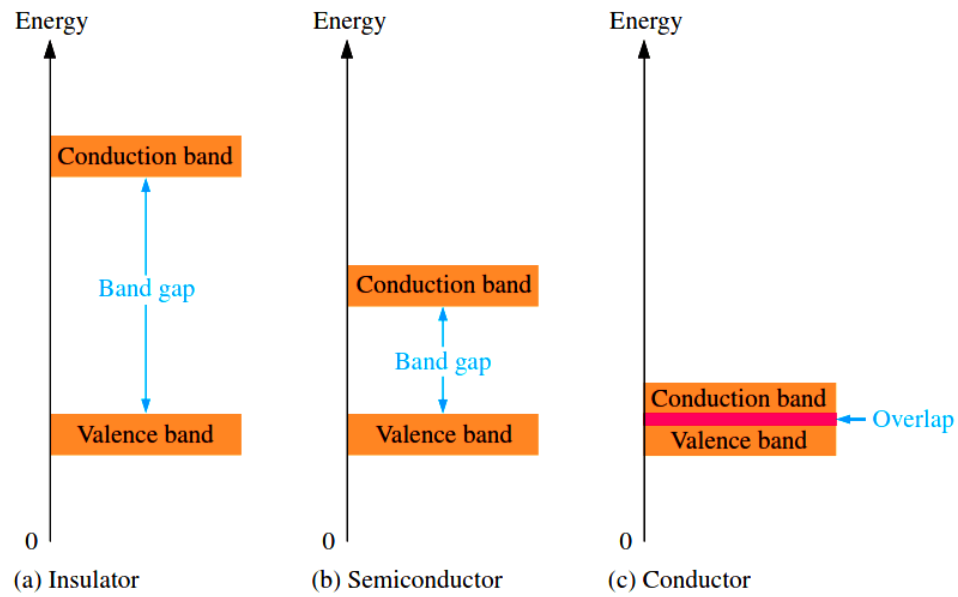 Energy
Conduction band
Band gap
Valence band
0
(a) Insulator
Energy
Conduction band
Band gap
Valence band
0
(b) Semiconductor
Energy
Conduction band
Overlap
Valence band
0
(c) Conductor